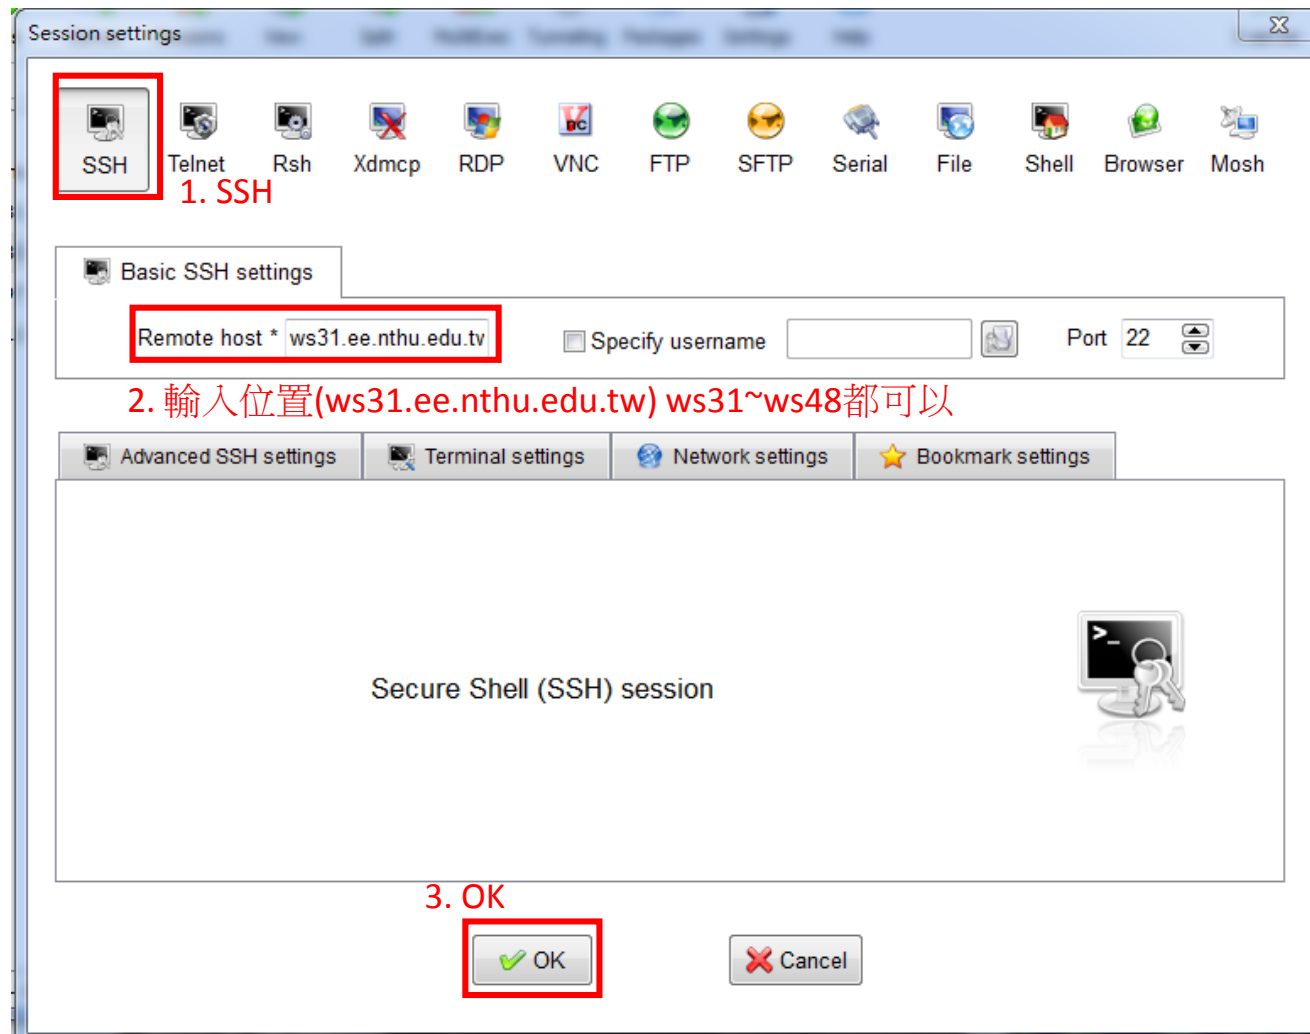 Session settings
SSH Telnet Rsh Xdmcp RDP VNC FTP SFTP Serial File Shell Browser Mosh
1. SSH
Basic SSH settings
Remote host * ws31.ee.nthu.edu.tv Specify username Port 22
2. 輸入位置(ws31.ee.nthu.edu.tw) ws31~ws48都可以
Advanced SSH settings Terminal settings Network settings Bookmark settings
Secure Shell (SSH) session
3. OK
OK Cancel